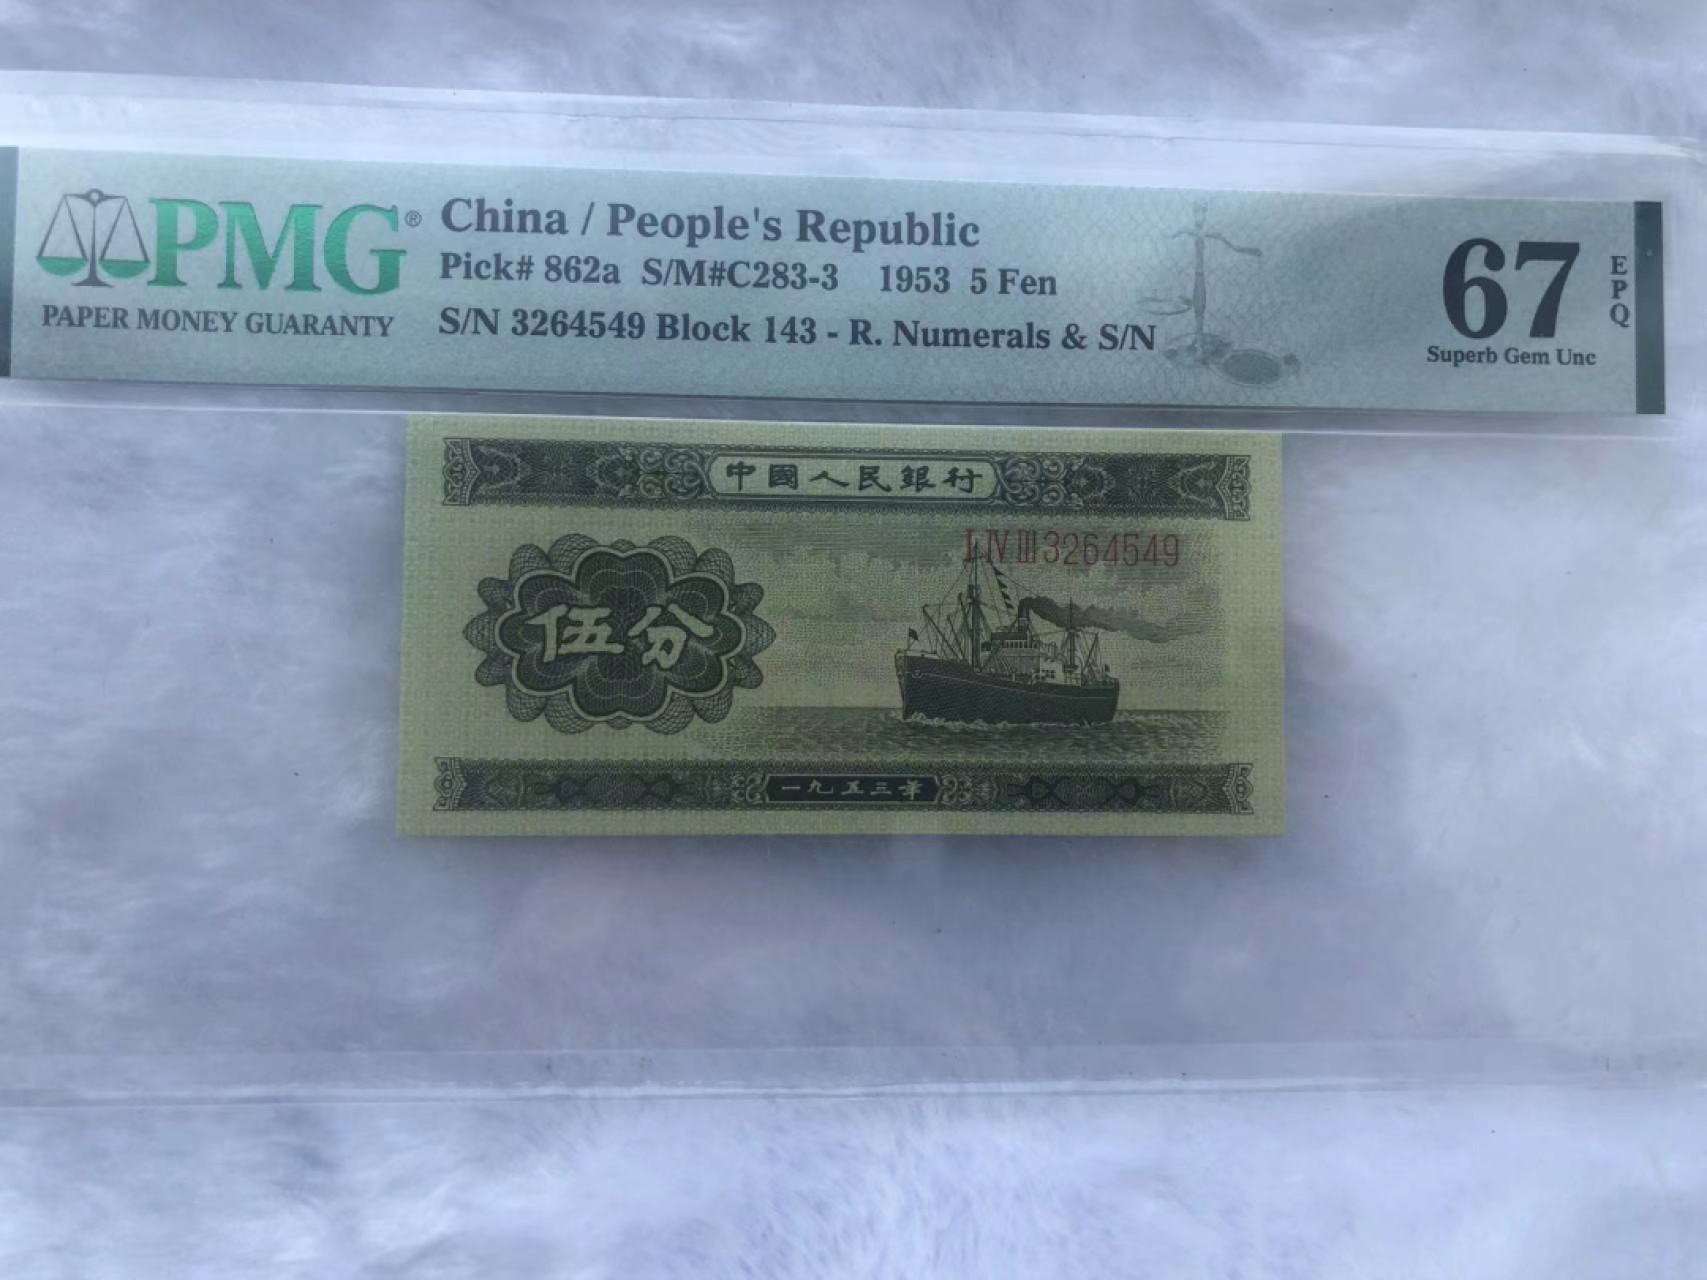 PMG®
PAPER MONEY GUARANTY
China / People's Republic
Pick# 862a S/M#C283-3 1953 5 Fen
S/N 3264549 Block 143 - R. Numerals & S/N
67
EPQ
Superb Gem Unc
中國人民銀行
Ⅰ Ⅳ Ⅲ 3264549
伍分
一九五三年